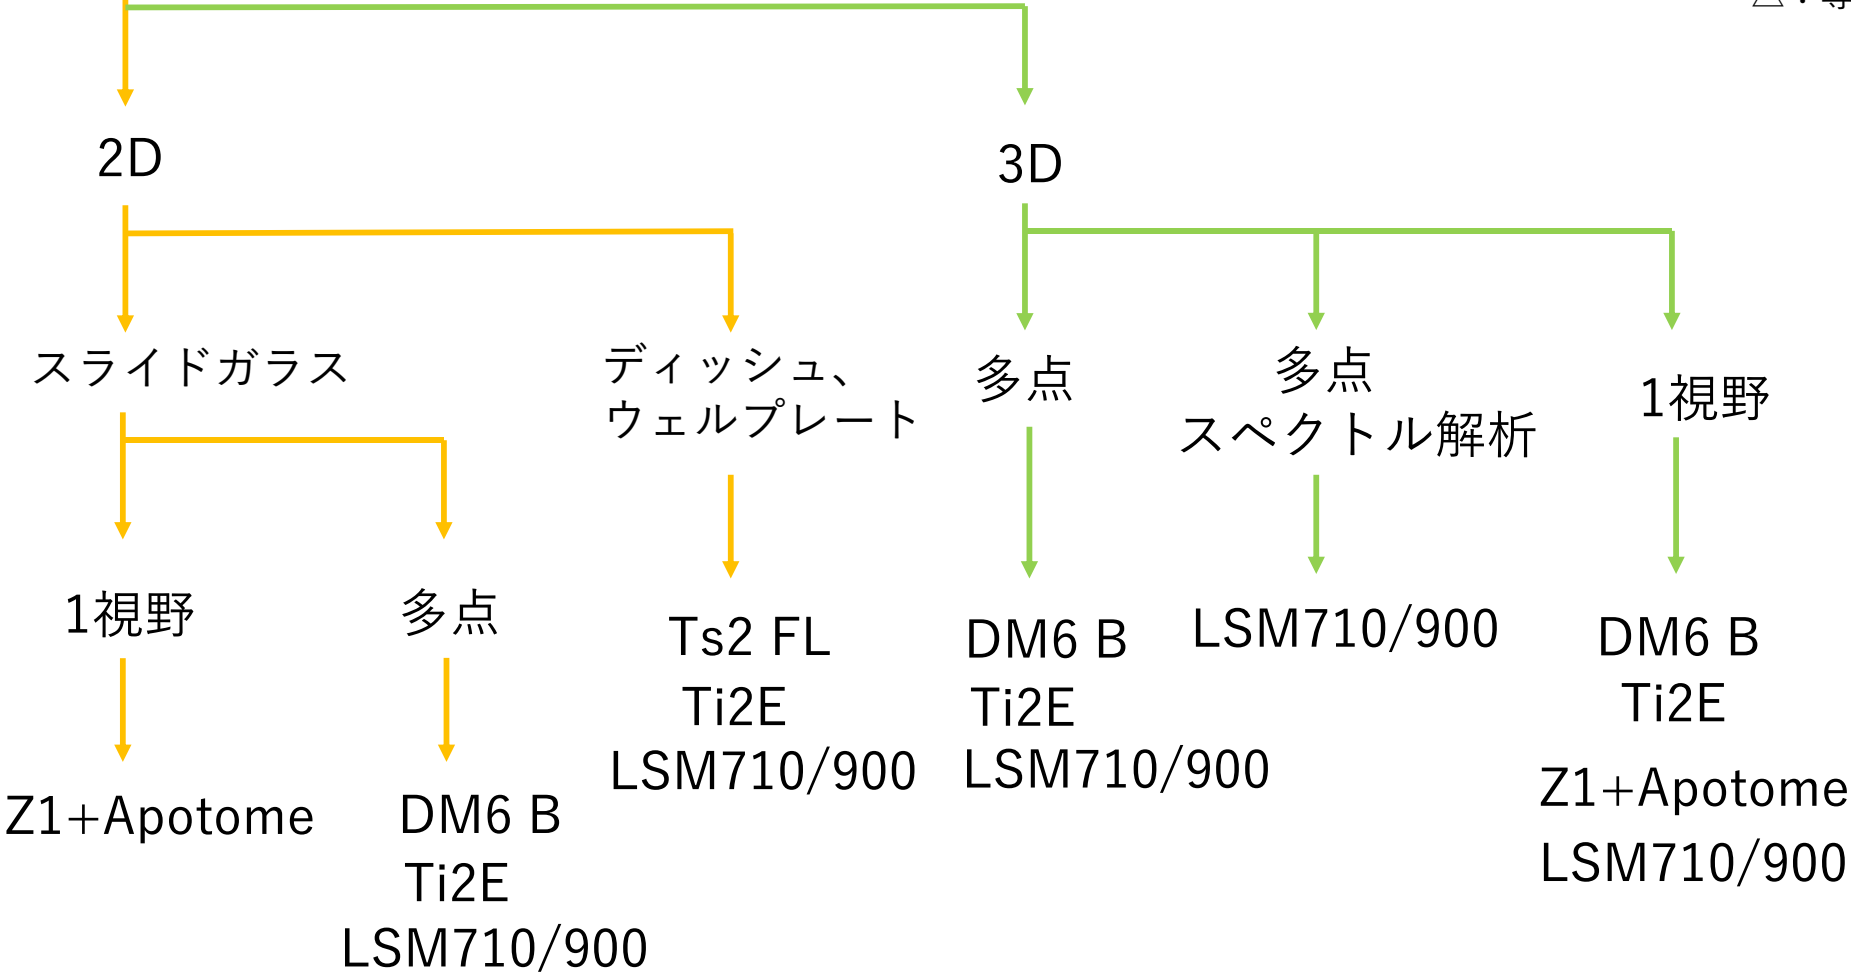 2D
3D
スライドガラス
ディッシュ、
ウェルプレート
多点
多点
スペクトル解析
1視野
1視野
多点
Ts2 FL
Ti2E
LSM710/900
DM6 B
Ti2E
LSM710/900
LSM710/900
DM6 B
Ti2E
Z1+Apotome
LSM710/900
Z1+Apotome
DM6 B
Ti2E
LSM710/900